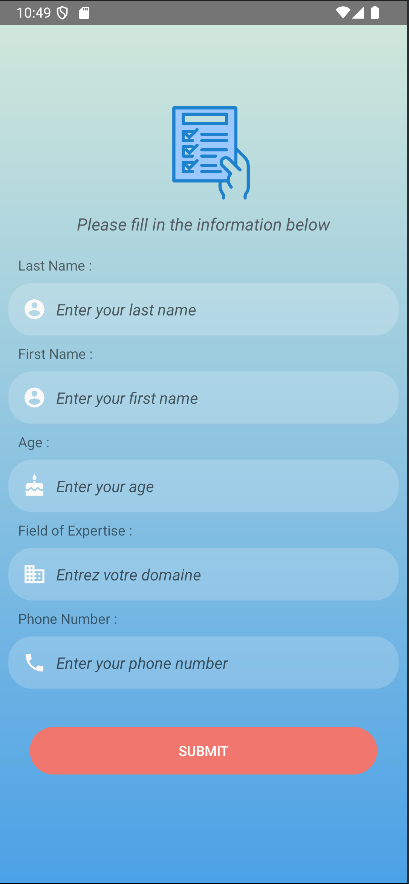 10:49
Please fill in the information below
Last Name :
Enter your last name
First Name :
Enter your first name
Age :
Enter your age
Field of Expertise :
Entrez votre domaine
Phone Number :
Enter your phone number
SUBMIT